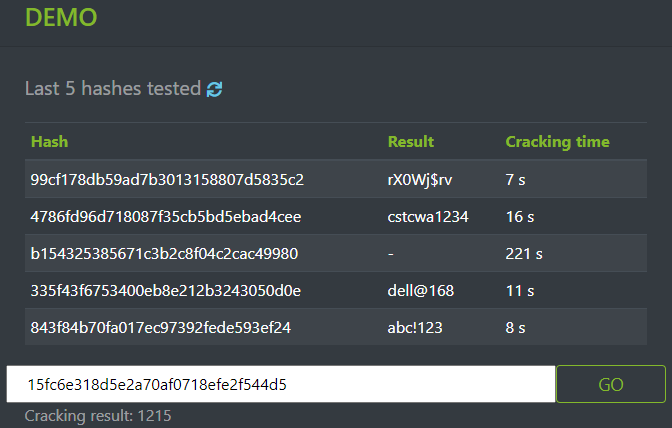 DEMO
Last 5 hashes tested
Hash Result Cracking time
99cf178db59ad7b3013158807d5835c2 rX0Wj$rv 7 s
4786fd96d718087f35cb5bd5ebad4cee cstcwa1234 16 s
b154325385671c3b2c8f04c2cac49980 - 221 s
335f43f6753400eb8e212b3243050d0e dell@168 11 s
843f84b70fa017ec97392fede593ef24 abc!123 8 s
15fc6e318d5e2a70af0718efe2f544d5 GO
Cracking result: 1215